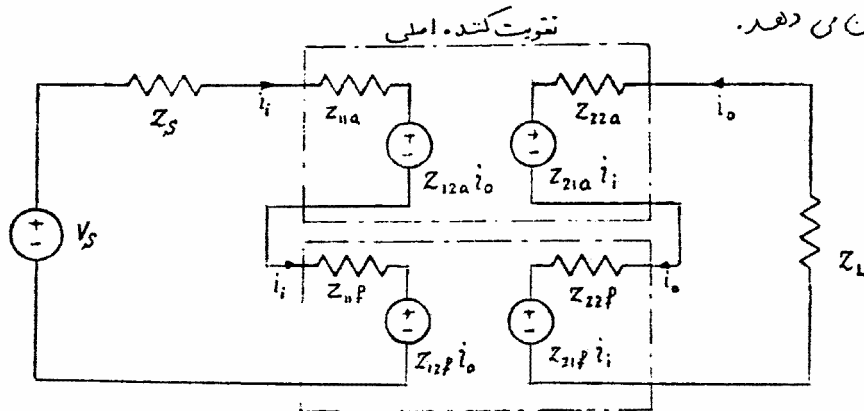 ن می دهد.
تقویت کننده اصلی
Z_S
i_i
Z_11a
Z_22a
i_o
Z_12a i_o
Z_21a i_i
V_S
Z_L
i_i
Z_11f
Z_22f
i_o
Z_12f i_o
Z_21f i_i